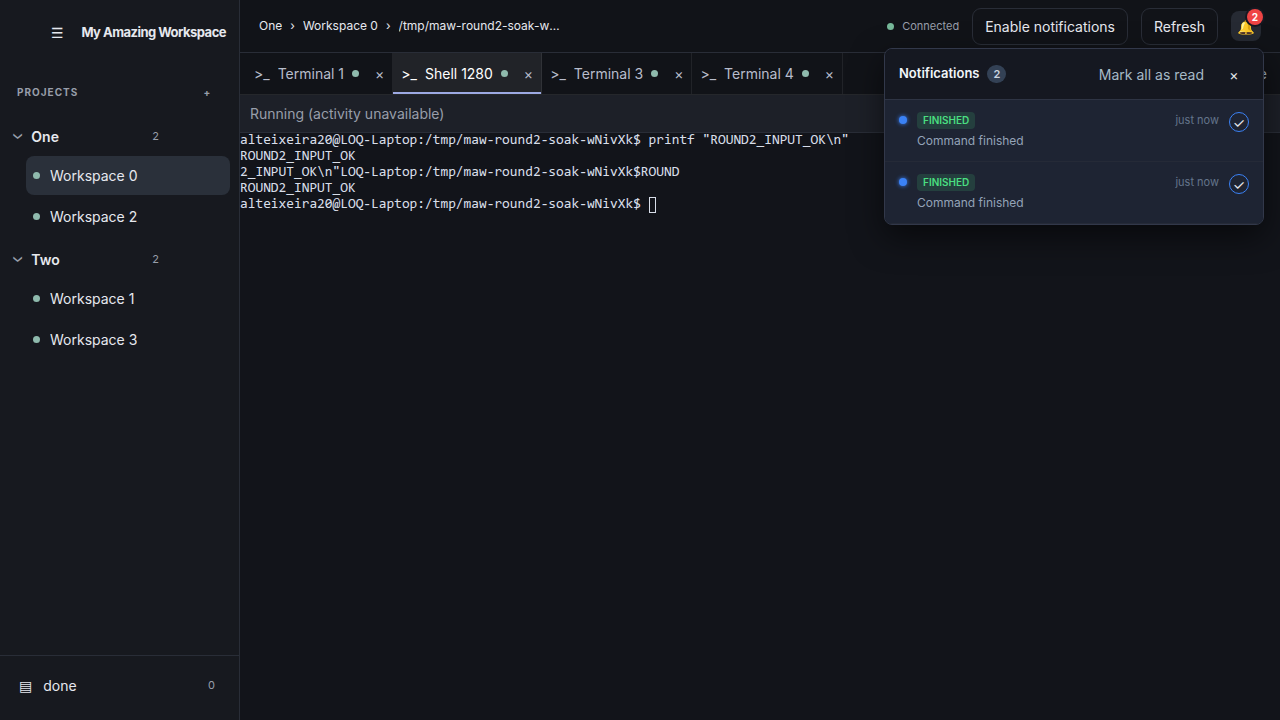 ☰ My Amazing Workspace
One › Workspace 0 › /tmp/maw-round2-soak-w...
Connected
Enable notifications
Refresh
2
PROJECTS +
One 2
Workspace 0
Workspace 2
Two 2
Workspace 1
Workspace 3
done 0
>_ Terminal 1 ×
>_ Shell 1280 ×
>_ Terminal 3 ×
>_ Terminal 4 ×
Running (activity unavailable)
alteixeira20@LOQ-Laptop:/tmp/maw-round2-soak-wNivXk$ printf "ROUND2_INPUT_OK\n"
ROUND2_INPUT_OK
2_INPUT_OK\n"LOQ-Laptop:/tmp/maw-round2-soak-wNivXk$ROUND
ROUND2_INPUT_OK
alteixeira20@LOQ-Laptop:/tmp/maw-round2-soak-wNivXk$
Notifications 2 Mark all as read ×
FINISHED just now
Command finished
FINISHED just now
Command finished